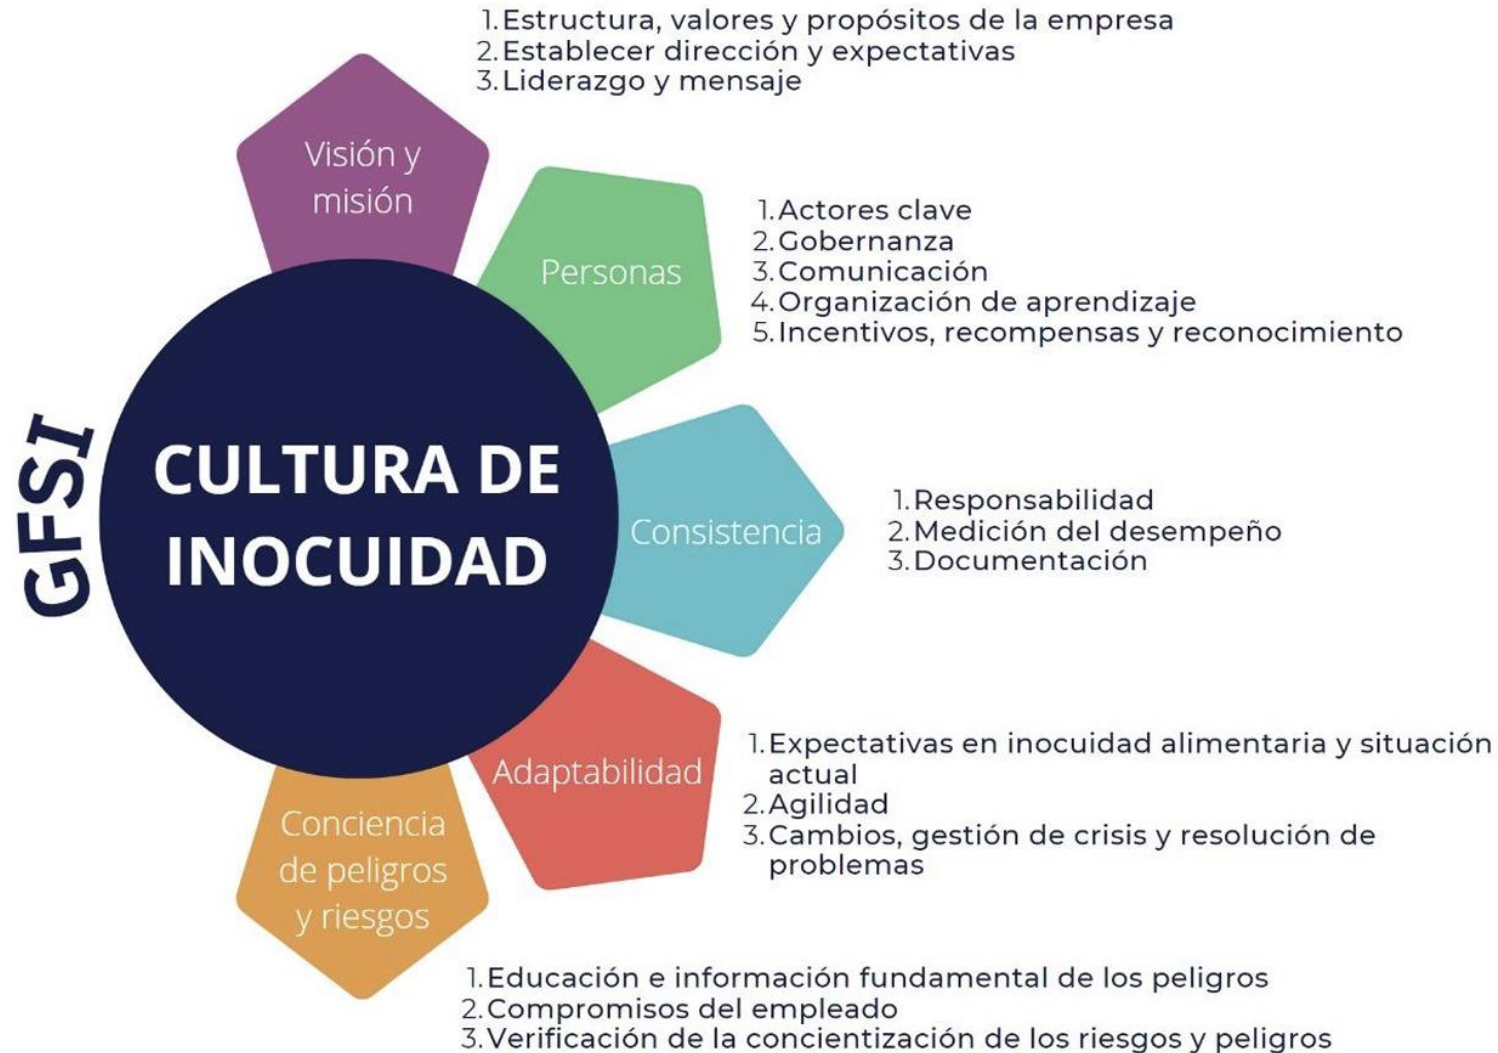 1.Estructura, valores y propósitos de la empresa
2.Establecer dirección y expectativas
3.Liderazgo y mensaje
Visión y
misión
Personas
1.Actores clave
2.Gobernanza
3.Comunicación
4.Organización de aprendizaje
5.Incentivos, recompensas y reconocimiento
GFSI
CULTURA DE
INOCUIDAD
Consistencia
1.Responsabilidad
2.Medición del desempeño
3.Documentación
Adaptabilidad
1.Expectativas en inocuidad alimentaria y situación
actual
2.Agilidad
3.Cambios, gestión de crisis y resolución de
problemas
Conciencia
de peligros
y riesgos
1.Educación e información fundamental de los peligros
2.Compromisos del empleado
3.Verificación de la concientización de los riesgos y peligros